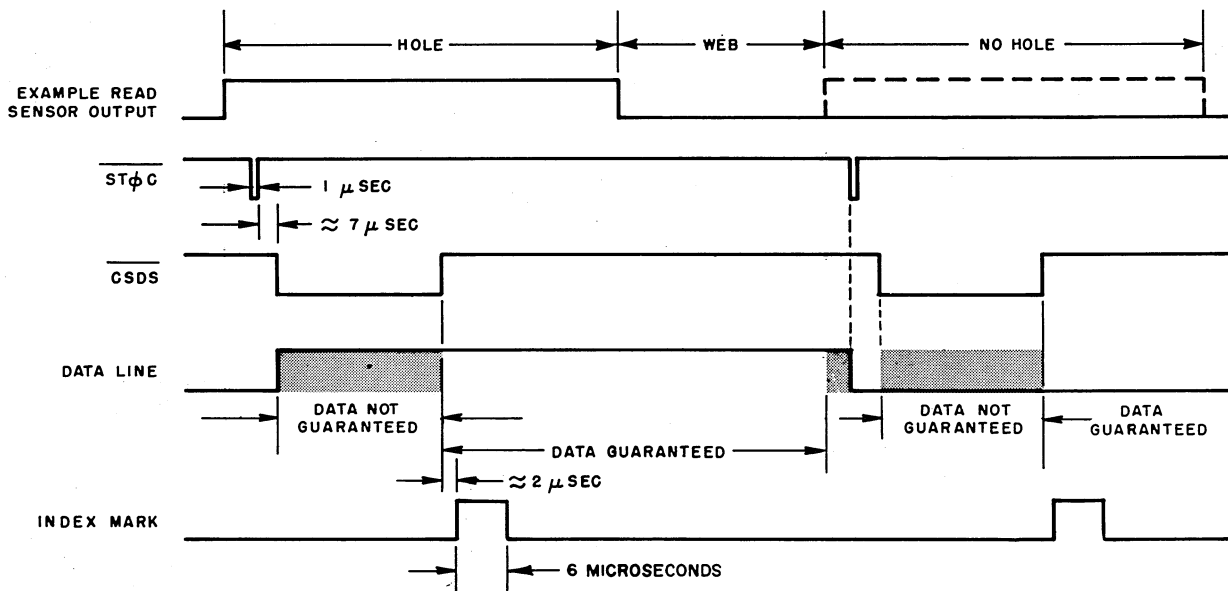 HOLE
WEB
NO HOLE
EXAMPLE READ
SENSOR OUTPUT
STϕC
1 μ SEC
≈ 7 μ SEC
CSDS
DATA LINE
DATA NOT
GUARANTEED
DATA NOT
GUARANTEED
DATA
GUARANTEED
DATA GUARANTEED
≈ 2 μ SEC
INDEX MARK
6 MICROSECONDS